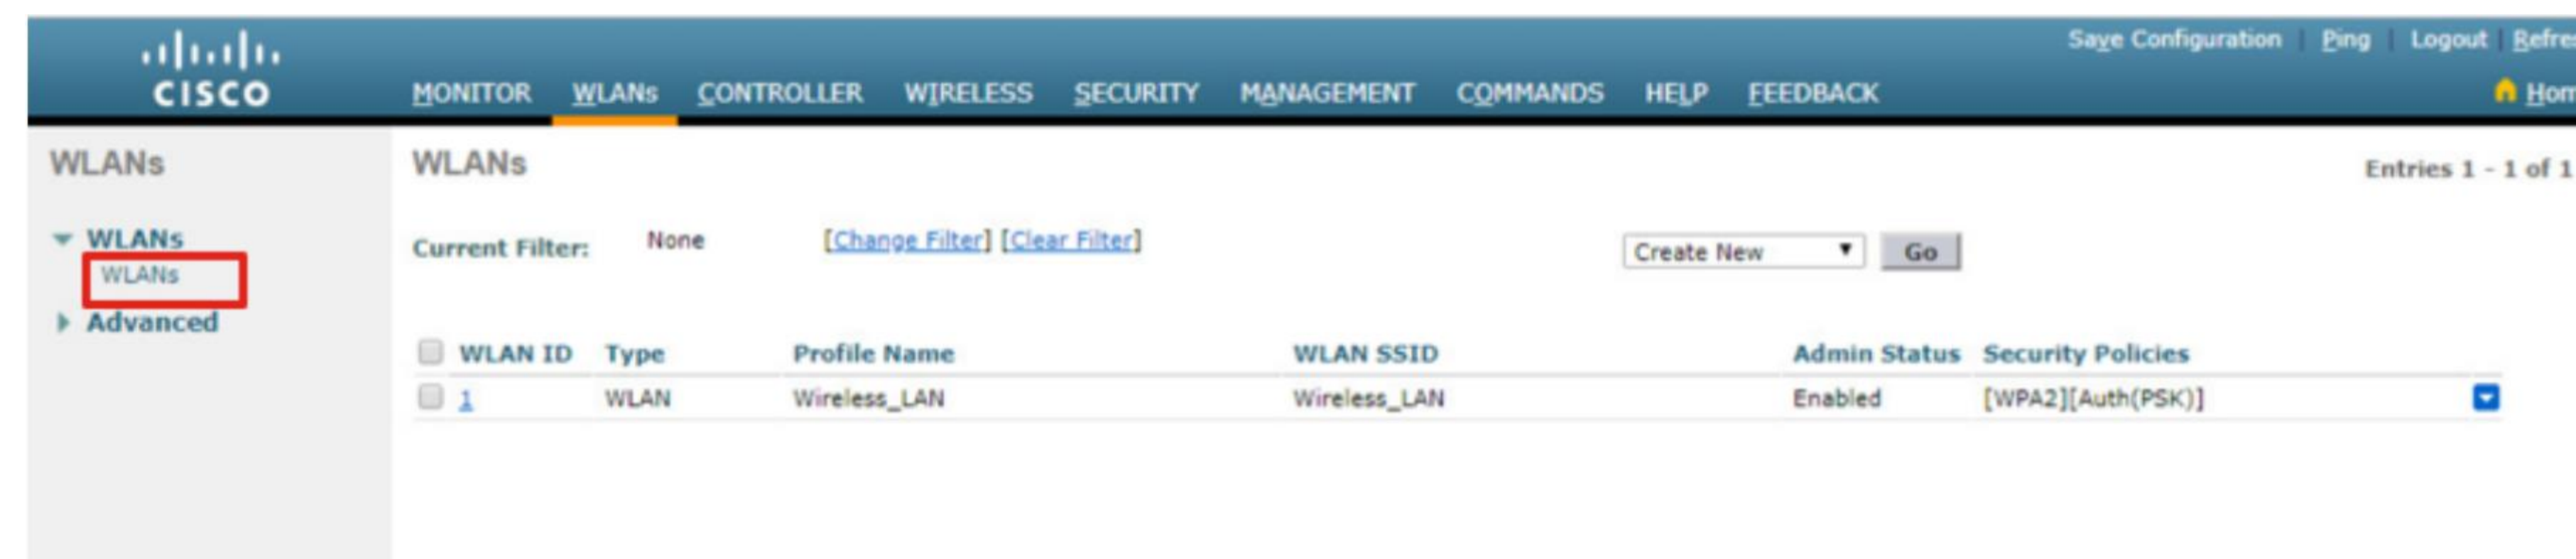 Save Configuration | Ping | Logout | Refres
CISCO
MONITOR WLANs CONTROLLER WIRELESS SECURITY MANAGEMENT COMMANDS HELP FEEDBACK
Hom
WLANs
WLANs
WLANs
Advanced
WLANs
Entries 1 - 1 of 1
Current Filter: None [Change Filter] [Clear Filter]
Create New Go
WLAN ID Type Profile Name WLAN SSID Admin Status Security Policies
1 WLAN Wireless_LAN Wireless_LAN Enabled [WPA2][Auth(PSK)]